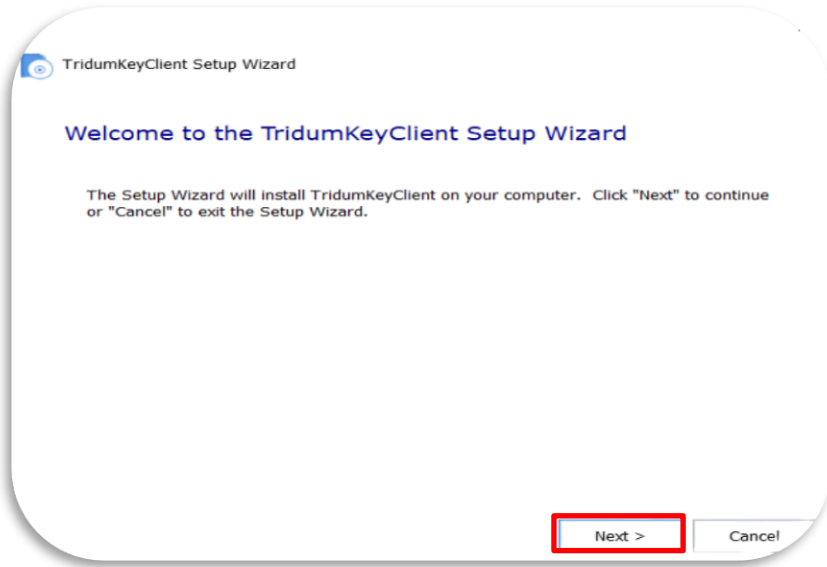 TridumKeyClient Setup Wizard
Welcome to the TridumKeyClient Setup Wizard
The Setup Wizard will install TridumKeyClient on your computer. Click "Next" to continue
or "Cancel" to exit the Setup Wizard.
Next >
Cancel